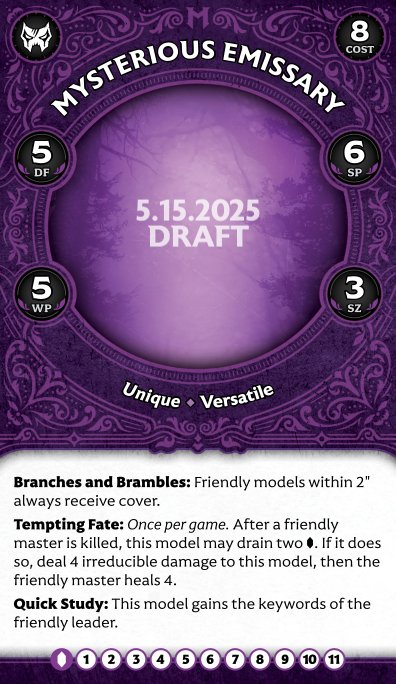 8
COST
MYSTERIOUS EMISSARY
5
DF
6
SP
5.15.2025
DRAFT
5
WP
3
SZ
Unique ◆ Versatile
Branches and Brambles: Friendly models within 2"
always receive cover.
Tempting Fate: Once per game. After a friendly
master is killed, this model may drain two . If it does
so, deal 4 irreducible damage to this model, then the
friendly master heals 4.
Quick Study: This model gains the keywords of the
friendly leader.
1 2 3 4 5 6 7 8 9 10 11